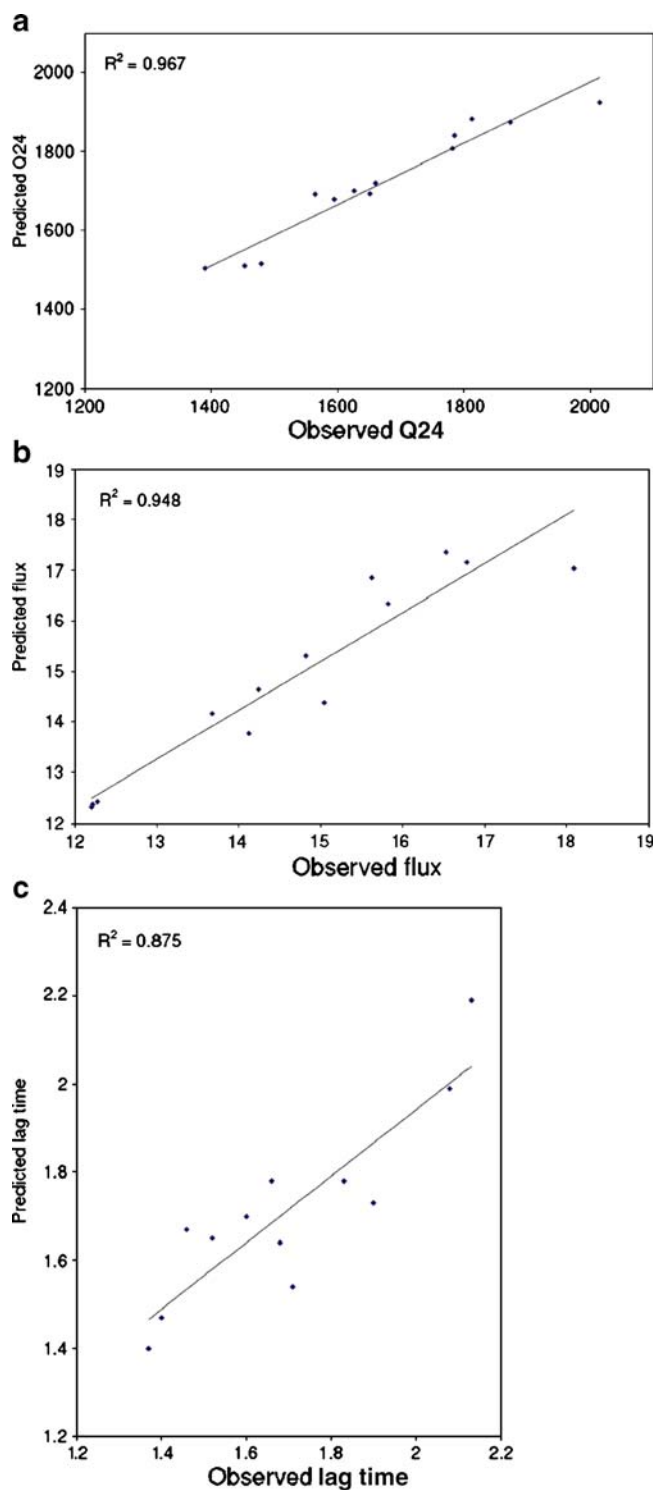 a
R² = 0.967
2000
1800
1600
1400
1200
Predicted Q24
1200 1400 1600 1800 2000
Observed Q24
b
R² = 0.948
19
18
17
16
15
14
13
12
Predicted flux
12 13 14 15 16 17 18 19
Observed flux
c
R² = 0.875
2.4
2.2
2
1.8
1.6
1.4
1.2
Predicted lag time
1.2 1.4 1.6 1.8 2 2.2
Observed lag time